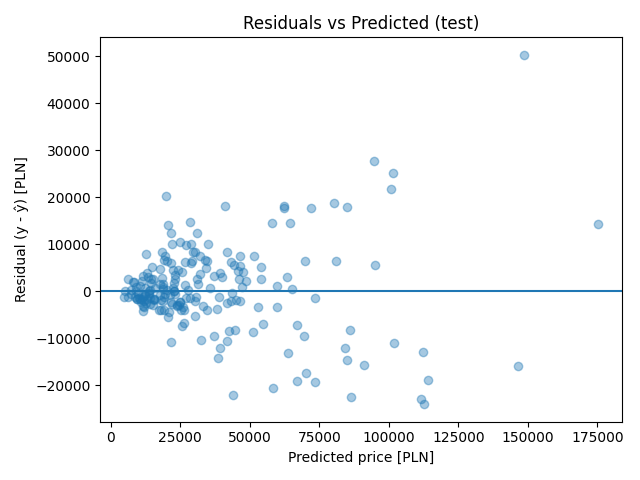 Residuals vs Predicted (test)
Residual (y - ŷ) [PLN]
50000
40000
30000
20000
10000
0
−10000
−20000
0 25000 50000 75000 100000 125000 150000 175000
Predicted price [PLN]